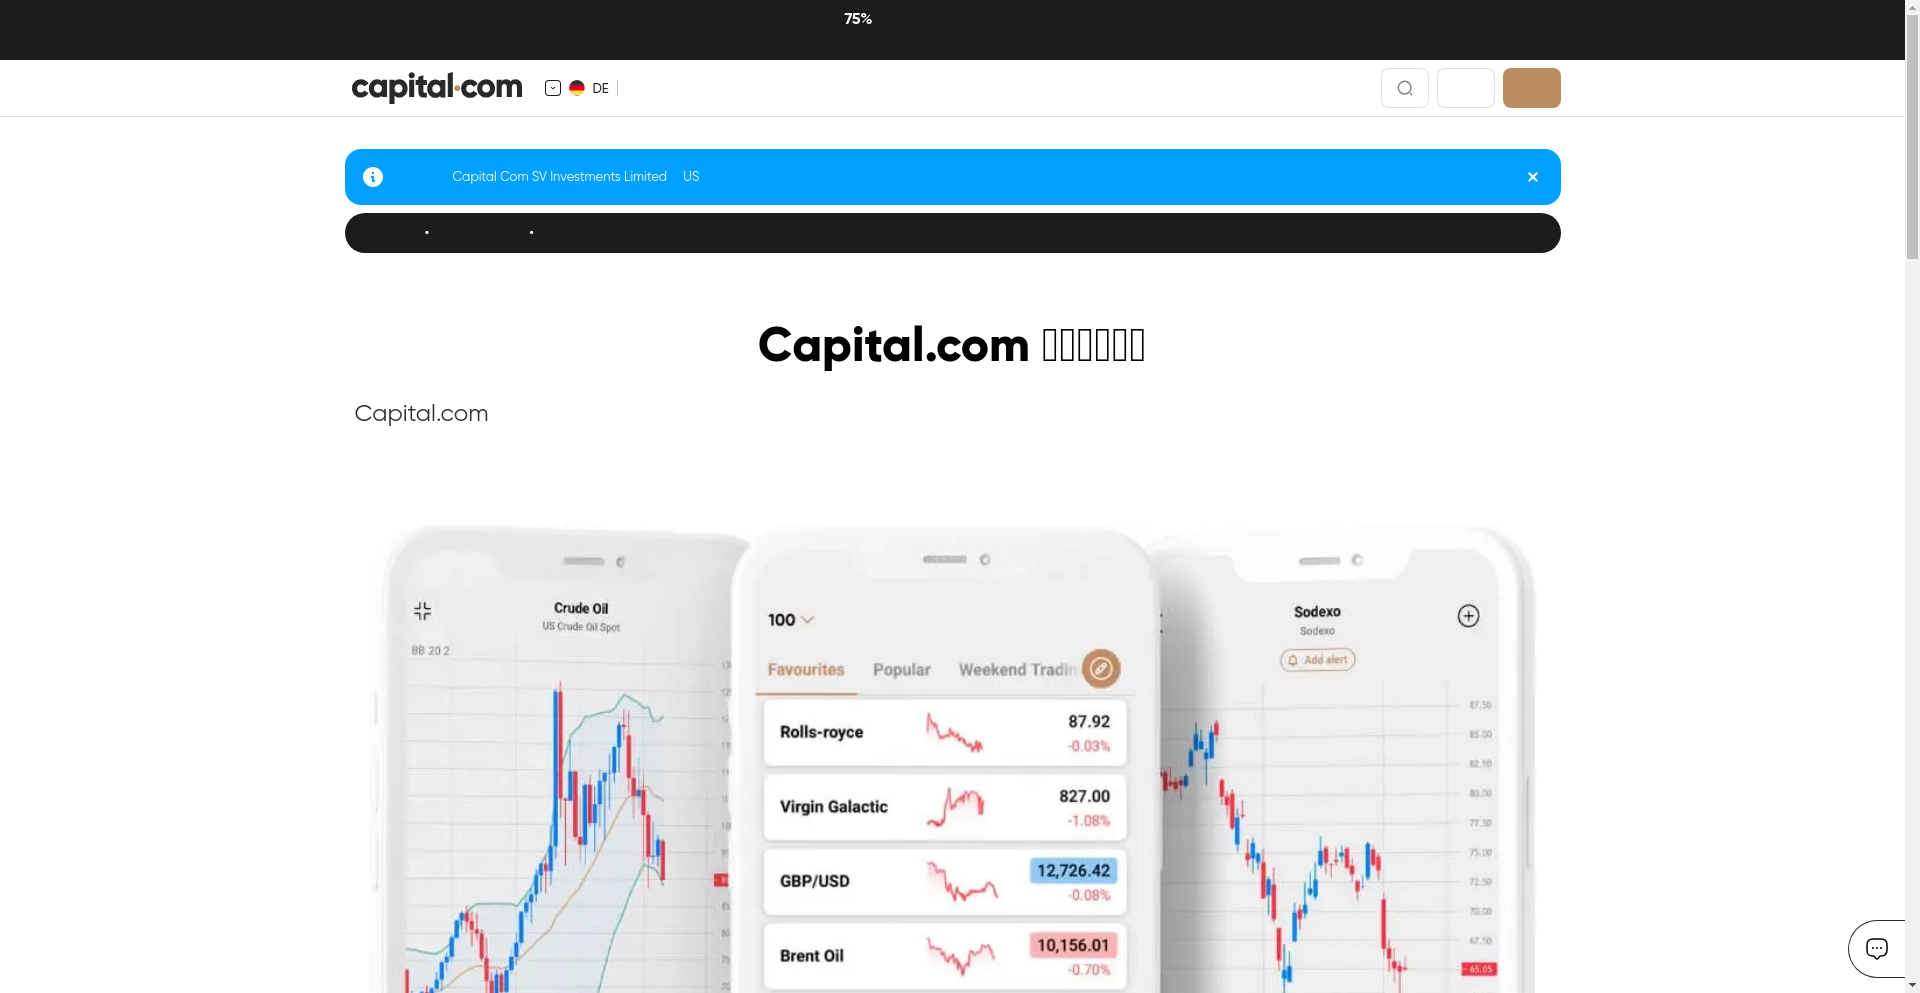 75%
capital.com
DE
Capital Com SV Investments Limited US
Capital.com
Capital.com
Crude Oil
US Crude Oil Spot
BB 20 2
100
Favourites Popular Weekend Tradin
Rolls-royce 87.92
-0.03%
Virgin Galactic 827.00
-1.08%
GBP/USD 12,726.42
-0.08%
Brent Oil 10,156.01
-0.70%
Sodexo
Sodexo
Add alert
87.50
85.00
82.50
80.00
77.50
75.00
72.50
70.00
67.50
65.05